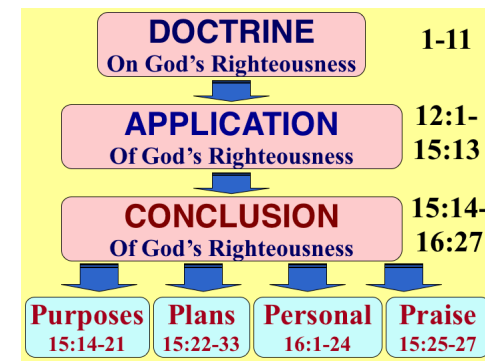 DOCTRINE
On God's Righteousness
1-11
APPLICATION
Of God's Righteousness
12:1-
15:13
CONCLUSION
Of God's Righteousness
15:14-
16:27
Purposes
15:14-21
Plans
15:22-33
Personal
16:1-24
Praise
15:25-27